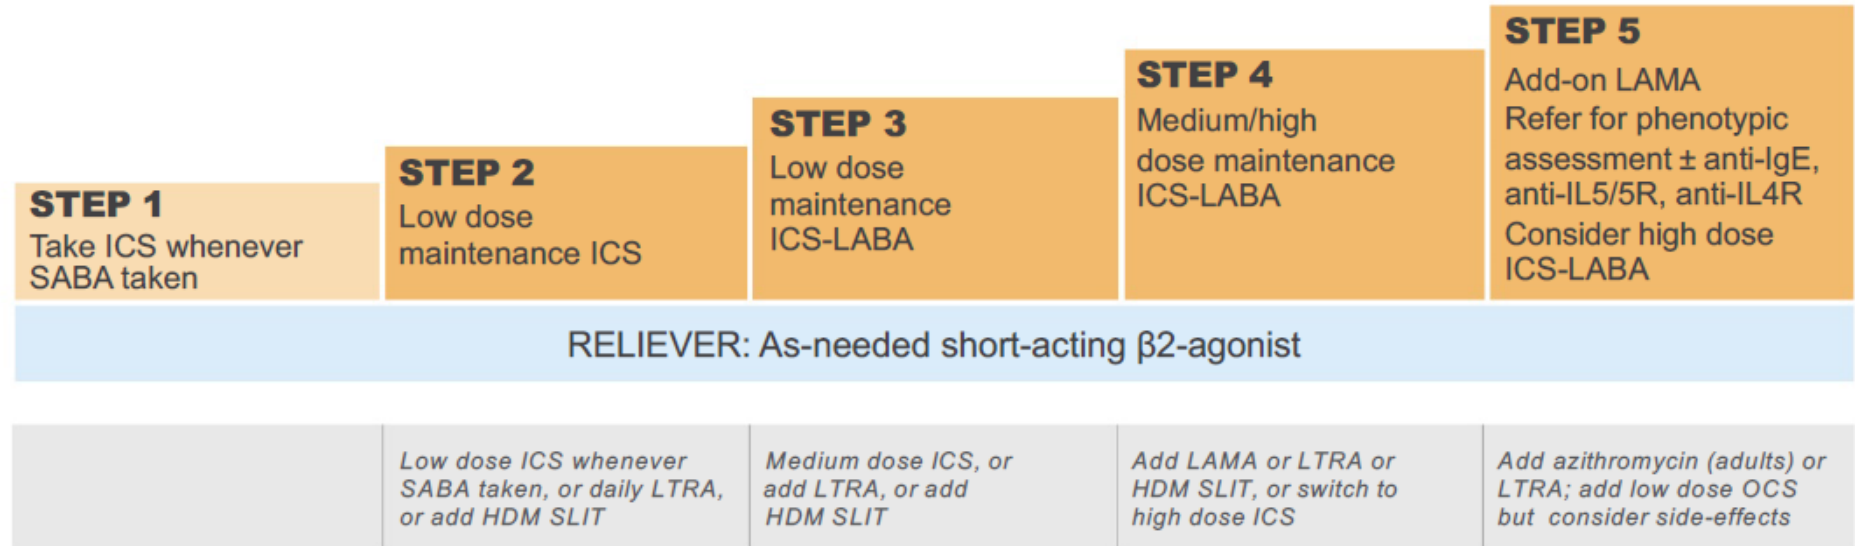 STEP 1
Take ICS whenever
SABA taken
STEP 2
Low dose
maintenance ICS
STEP 3
Low dose
maintenance
ICS-LABA
STEP 4
Medium/high
dose maintenance
ICS-LABA
STEP 5
Add-on LAMA
Refer for phenotypic
assessment ± anti-IgE,
anti-IL5/5R, anti-IL4R
Consider high dose
ICS-LABA
RELIEVER: As-needed short-acting β2-agonist
Low dose ICS whenever
SABA taken, or daily LTRA,
or add HDM SLIT
Medium dose ICS, or
add LTRA, or add
HDM SLIT
Add LAMA or LTRA or
HDM SLIT, or switch to
high dose ICS
Add azithromycin (adults) or
LTRA; add low dose OCS
but consider side-effects